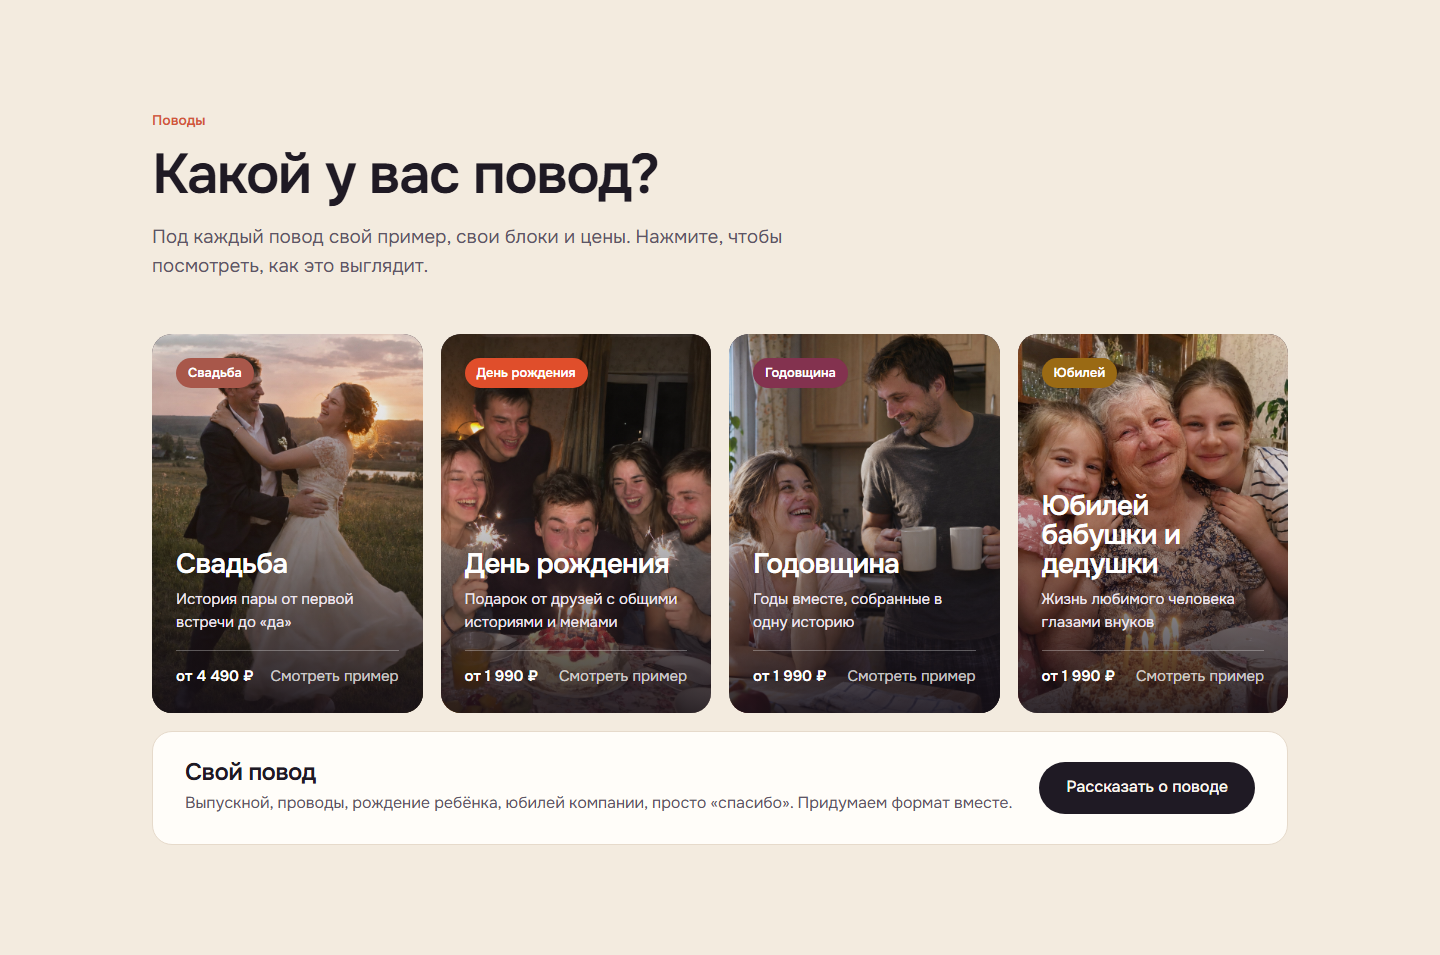 Поводы
Какой у вас повод?
Под каждый повод свой пример, свои блоки и цены. Нажмите, чтобы
посмотреть, как это выглядит.
Свадьба
Свадьба
История пары от первой
встречи до «да»
от 4 490 ₽ Смотреть пример
День рождения
День рождения
Подарок от друзей с общими
историями и мемами
от 1 990 ₽ Смотреть пример
Годовщина
Годовщина
Годы вместе, собранные в
одну историю
от 1 990 ₽ Смотреть пример
Юбилей
Юбилей
бабушки и
дедушки
Жизнь любимого человека
глазами внуков
от 1 990 ₽ Смотреть пример
Свой повод
Выпускной, проводы, рождение ребёнка, юбилей компании, просто «спасибо». Придумаем формат вместе.
Рассказать о поводе